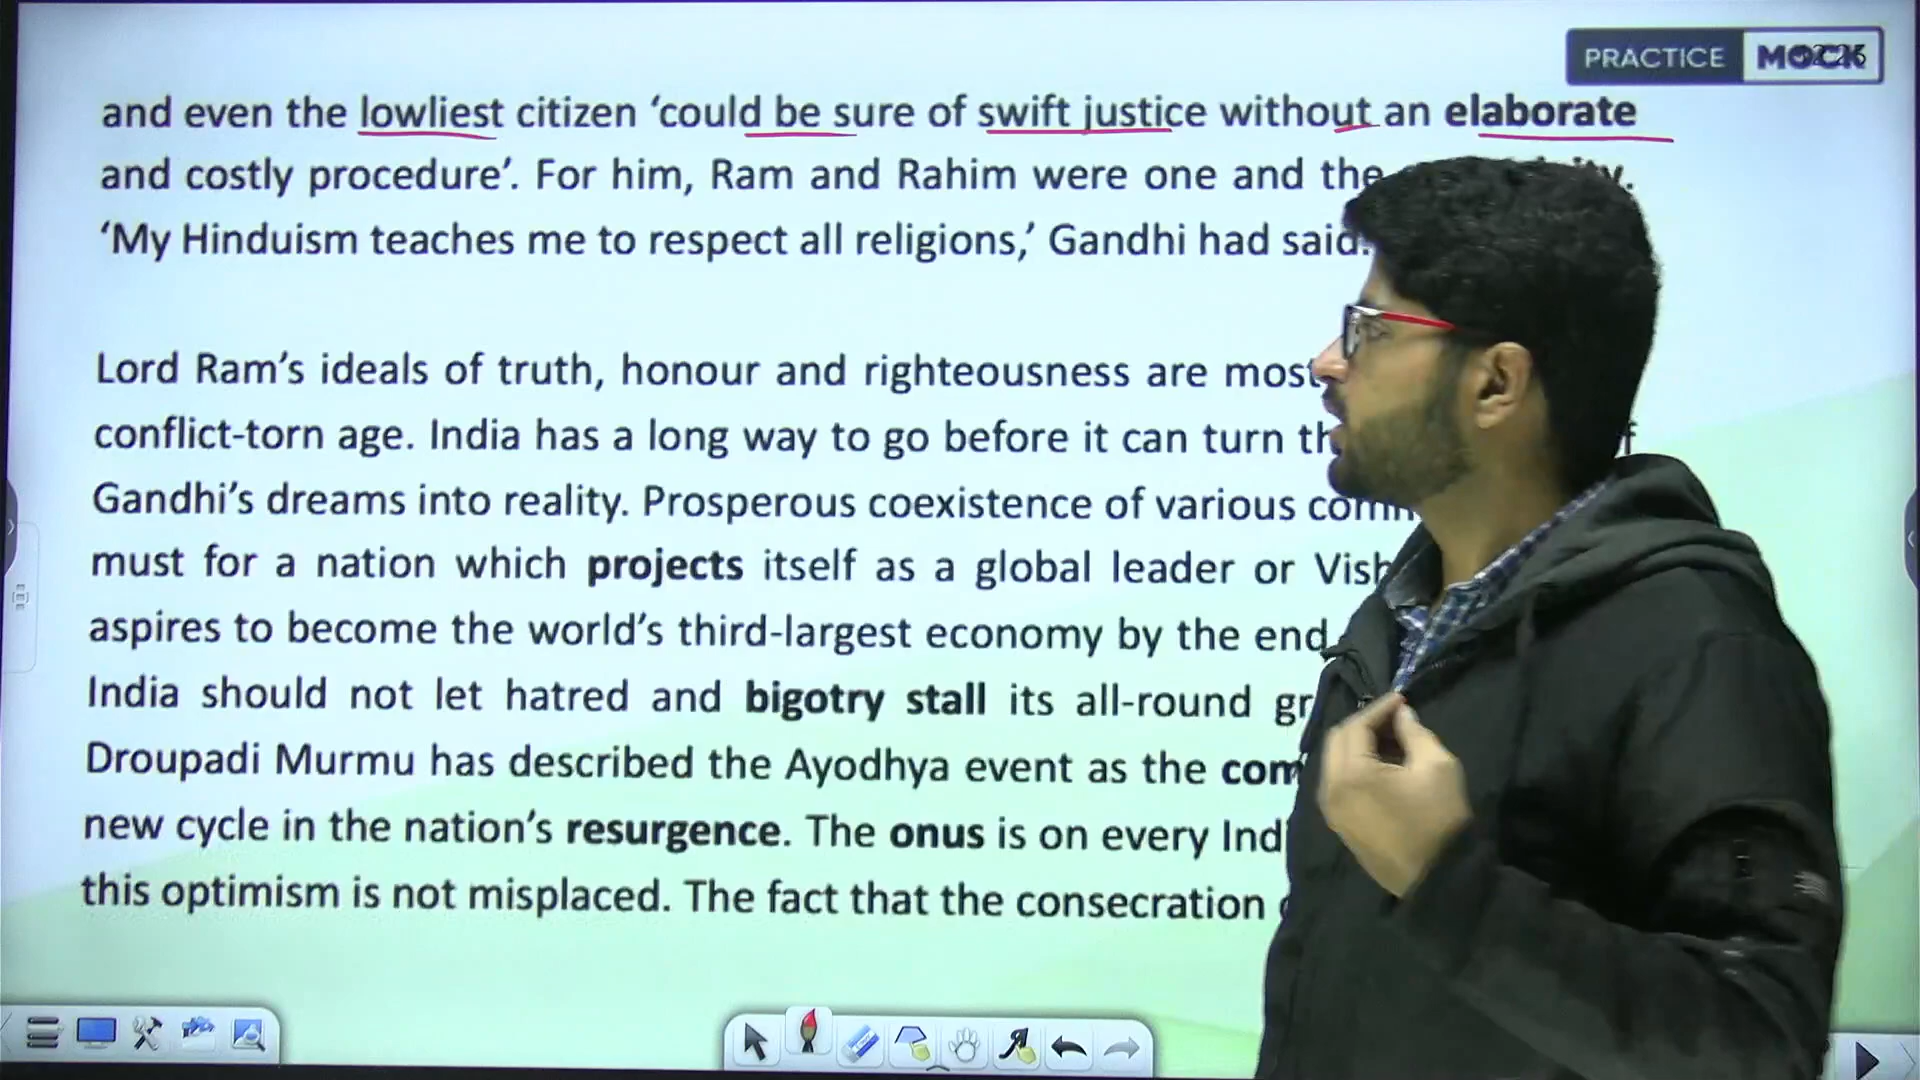 PRACTICE MOCK
and even the lowliest citizen ‘could be sure of swift justice without an elaborate
and costly procedure’. For him, Ram and Rahim were one and the
‘My Hinduism teaches me to respect all religions,’ Gandhi had said.
Lord Ram’s ideals of truth, honour and righteousness are most
conflict-torn age. India has a long way to go before it can turn
Gandhi’s dreams into reality. Prosperous coexistence of various
must for a nation which projects itself as a global leader or
aspires to become the world’s third-largest economy by the end
India should not let hatred and bigotry stall its all-round
Droupadi Murmu has described the Ayodhya event as the
new cycle in the nation’s resurgence. The onus is on every
this optimism is not misplaced. The fact that the consecration